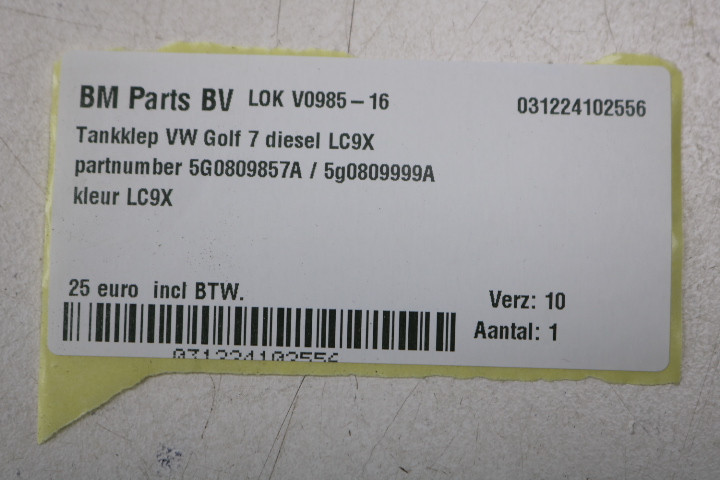 BM Parts BV LOK V0985-16 031224102556
Tankklep VW Golf 7 diesel LC9X
partnumber 5G0809857A / 5g0809999A
kleur LC9X
25 euro incl BTW.
Verz: 10
Aantal: 1
031224102556